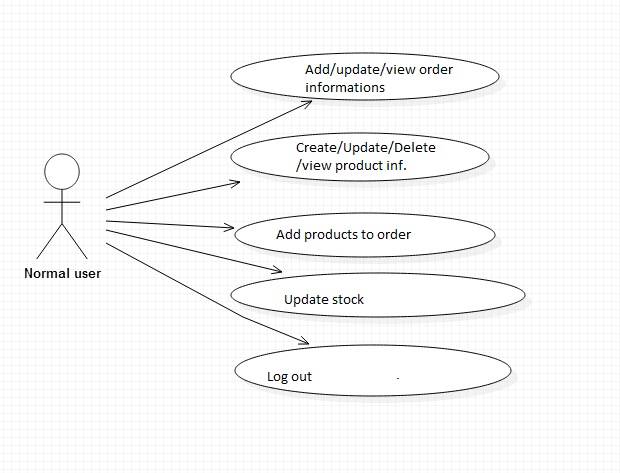 Add/update/view order
informations
Create/Update/Delete
/view product inf.
Add products to order
Normal user
Update stock
Log out